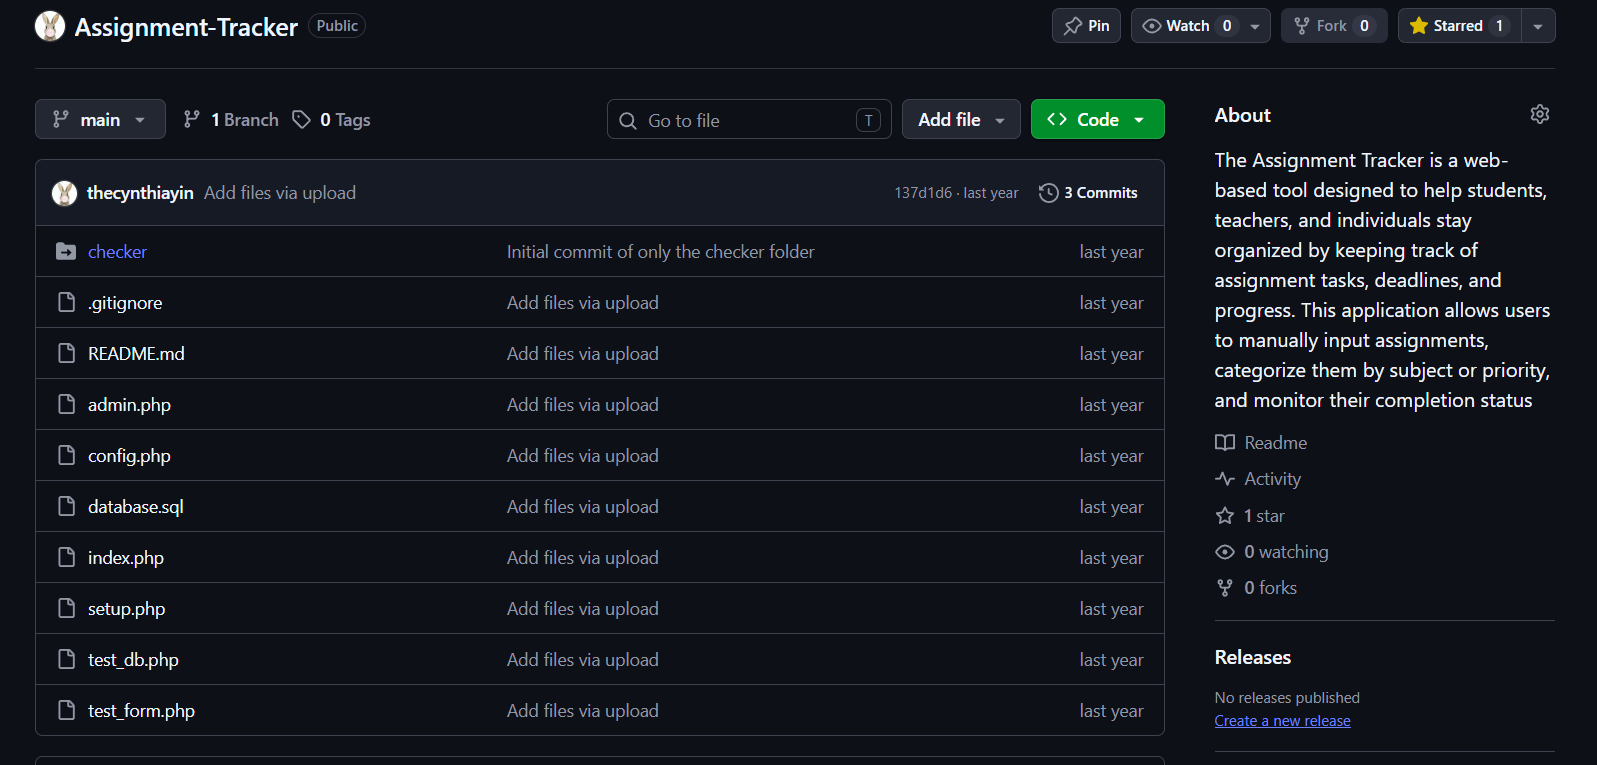 Assignment-Tracker Public Pin Watch 0 Fork 0 Starred 1
main 1 Branch 0 Tags Go to file T Add file Code
thecynthiayin Add files via upload 137d1d6 · last year 3 Commits
checker Initial commit of only the checker folder last year
.gitignore Add files via upload last year
README.md Add files via upload last year
admin.php Add files via upload last year
config.php Add files via upload last year
database.sql Add files via upload last year
index.php Add files via upload last year
setup.php Add files via upload last year
test_db.php Add files via upload last year
test_form.php Add files via upload last year
About
The Assignment Tracker is a web-
based tool designed to help students,
teachers, and individuals stay
organized by keeping track of
assignment tasks, deadlines, and
progress. This application allows users
to manually input assignments,
categorize them by subject or priority,
and monitor their completion status
Readme
Activity
1 star
0 watching
0 forks
Releases
No releases published
Create a new release